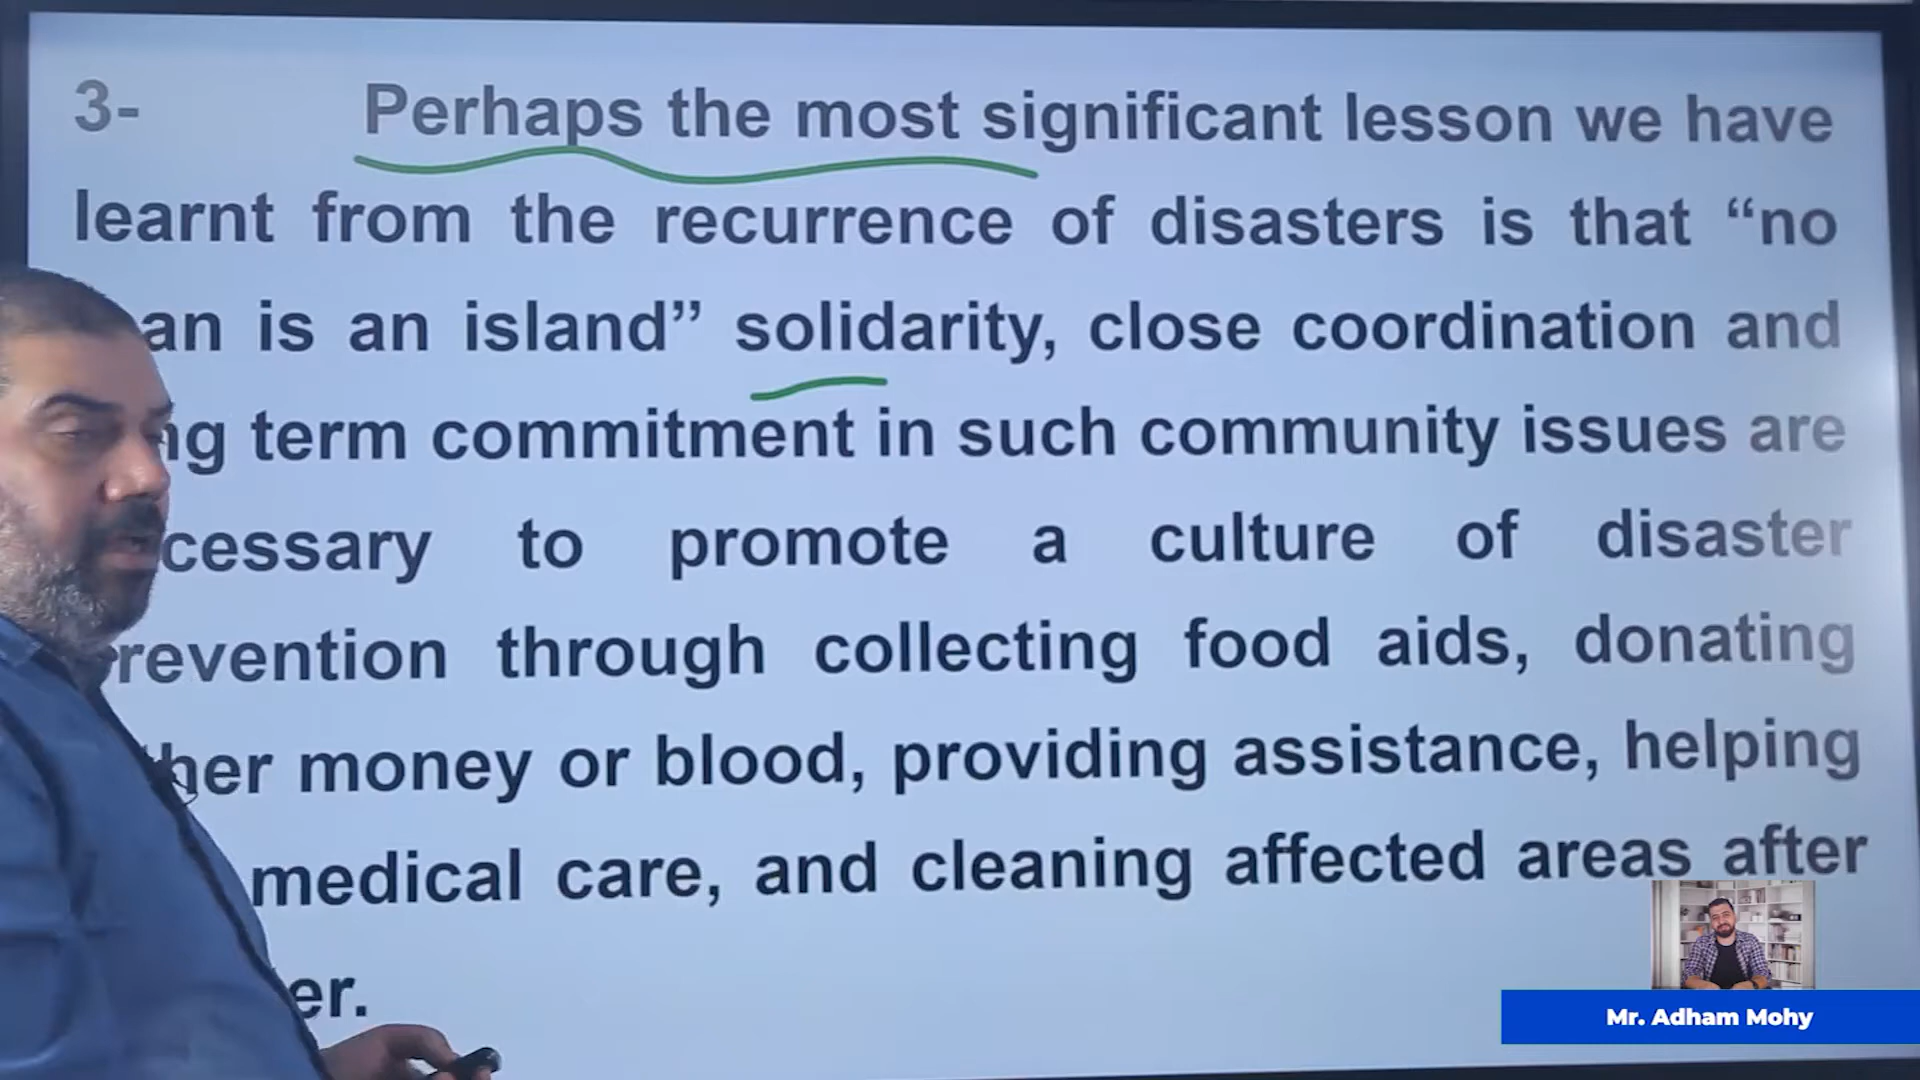 3- Perhaps the most significant lesson we have
learnt from the recurrence of disasters is that “no
an is an island” solidarity, close coordination and
ng term commitment in such community issues are
cessary to promote a culture of disaster
revention through collecting food aids, donating
her money or blood, providing assistance, helping
medical care, and cleaning affected areas after
er.
Mr. Adham Mohy